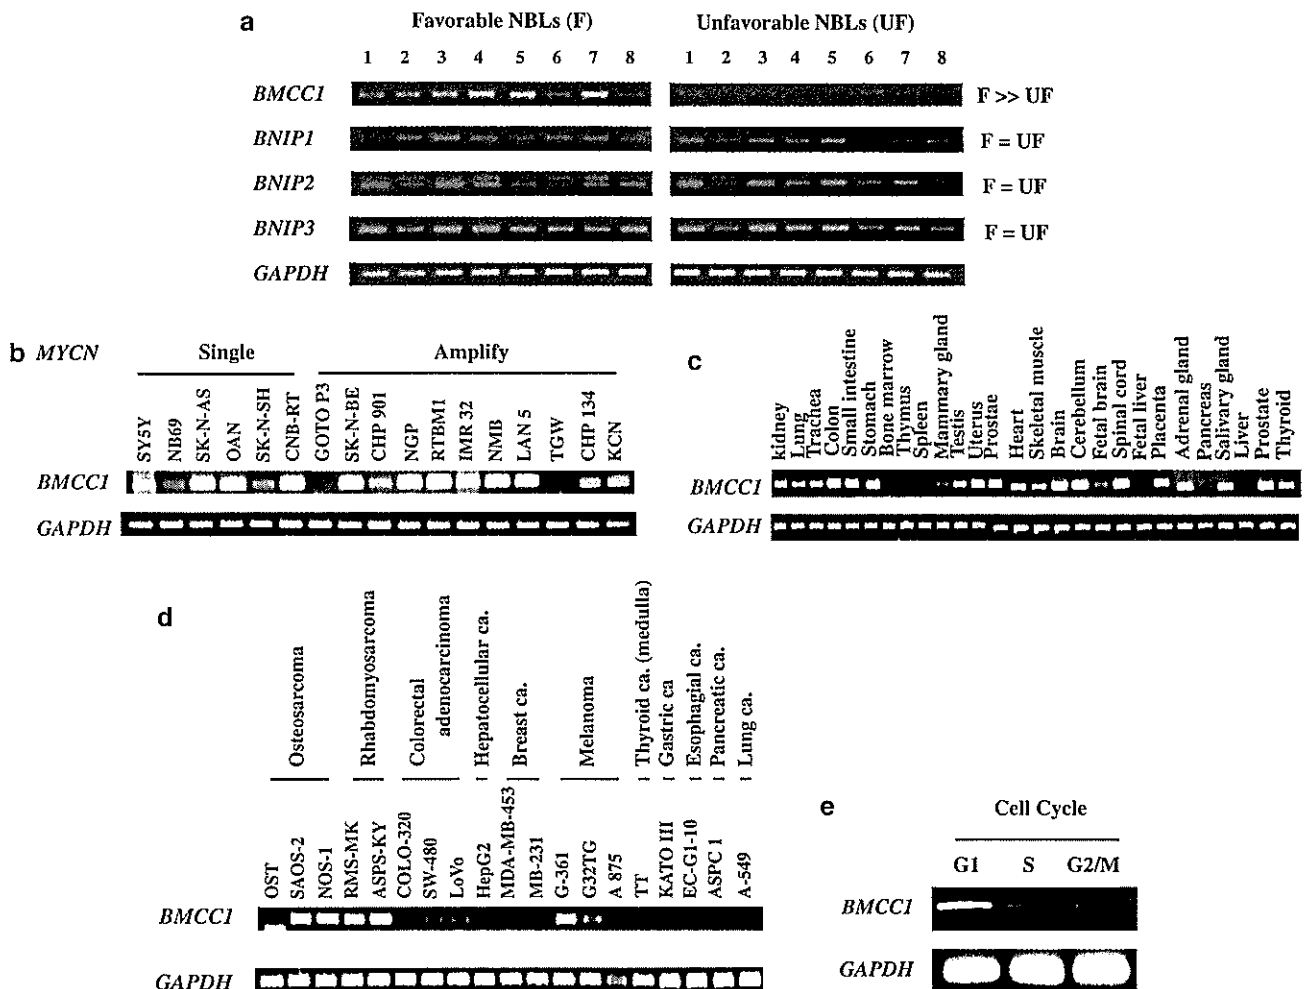 a
Favorable NBLs (F)
Unfavorable NBLs (UF)
1 2 3 4 5 6 7 8
1 2 3 4 5 6 7 8
BMCC1
F >> UF
BNIP1
F = UF
BNIP2
F = UF
BNIP3
F = UF
GAPDH
b
MYCN
Single
Amplify
SY5Y
NB69
SK-N-AS
OAN
SK-N-SH
CNB-RT
GOTO P3
SK-N-BE
CHP 901
NGP
RTBM1
IMR 32
NMB
LAN 5
TGW
CHP 134
KCN
BMCC1
GAPDH
c
kidney
Lung
Trachea
Colon
Small intestine
Stomach
Bone marrow
Thymus
Spleen
Mammary gland
Testis
Uterus
Prostae
Heart
Skeletal muscle
Brain
Cerebellum
Fetal brain
Spinal cord
Fetal liver
Placenta
Adrenal gland
Pancreas
Salivary gland
Liver
Prostate
Thyroid
BMCC1
GAPDH
d
Osteosarcoma
Rhabdomyosarcoma
Colorectal
adenocarcinoma
Hepatocellular ca.
Breast ca.
Melanoma
Thyroid ca. (medulla)
Gastric ca
Esophagial ca.
Pancreatic ca.
Lung ca.
OST
SAOS-2
NOS-1
RMS-MK
ASPS-KY
COLO-320
SW-480
LoVo
HepG2
MDA-MB-453
MB-231
G-361
G32TG
A 875
TT
KATO III
EC-G1-10
ASPC 1
A-549
BMCC1
GAPDH
e
Cell Cycle
G1 S G2/M
BMCC1
GAPDH